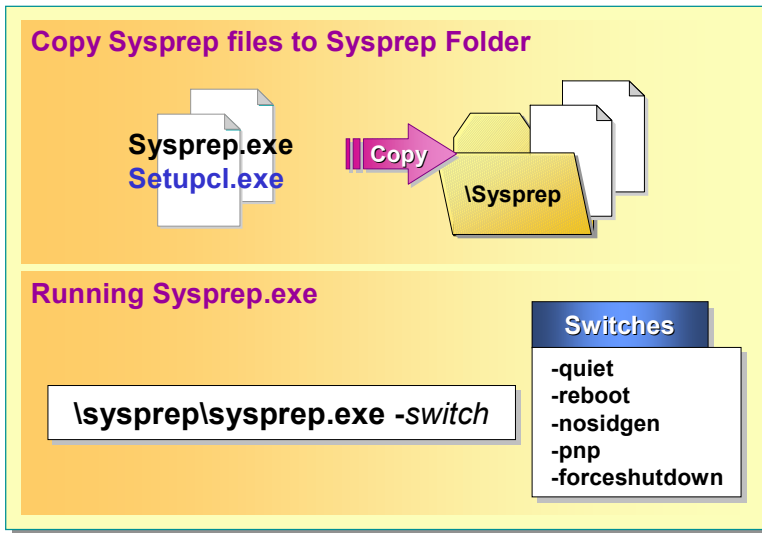 Copy Sysprep files to Sysprep Folder
Sysprep.exe
Setupcl.exe
Copy
\Sysprep
Running Sysprep.exe
\sysprep\sysprep.exe -switch
Switches
-quiet
-reboot
-nosidgen
-pnp
-forceshutdown